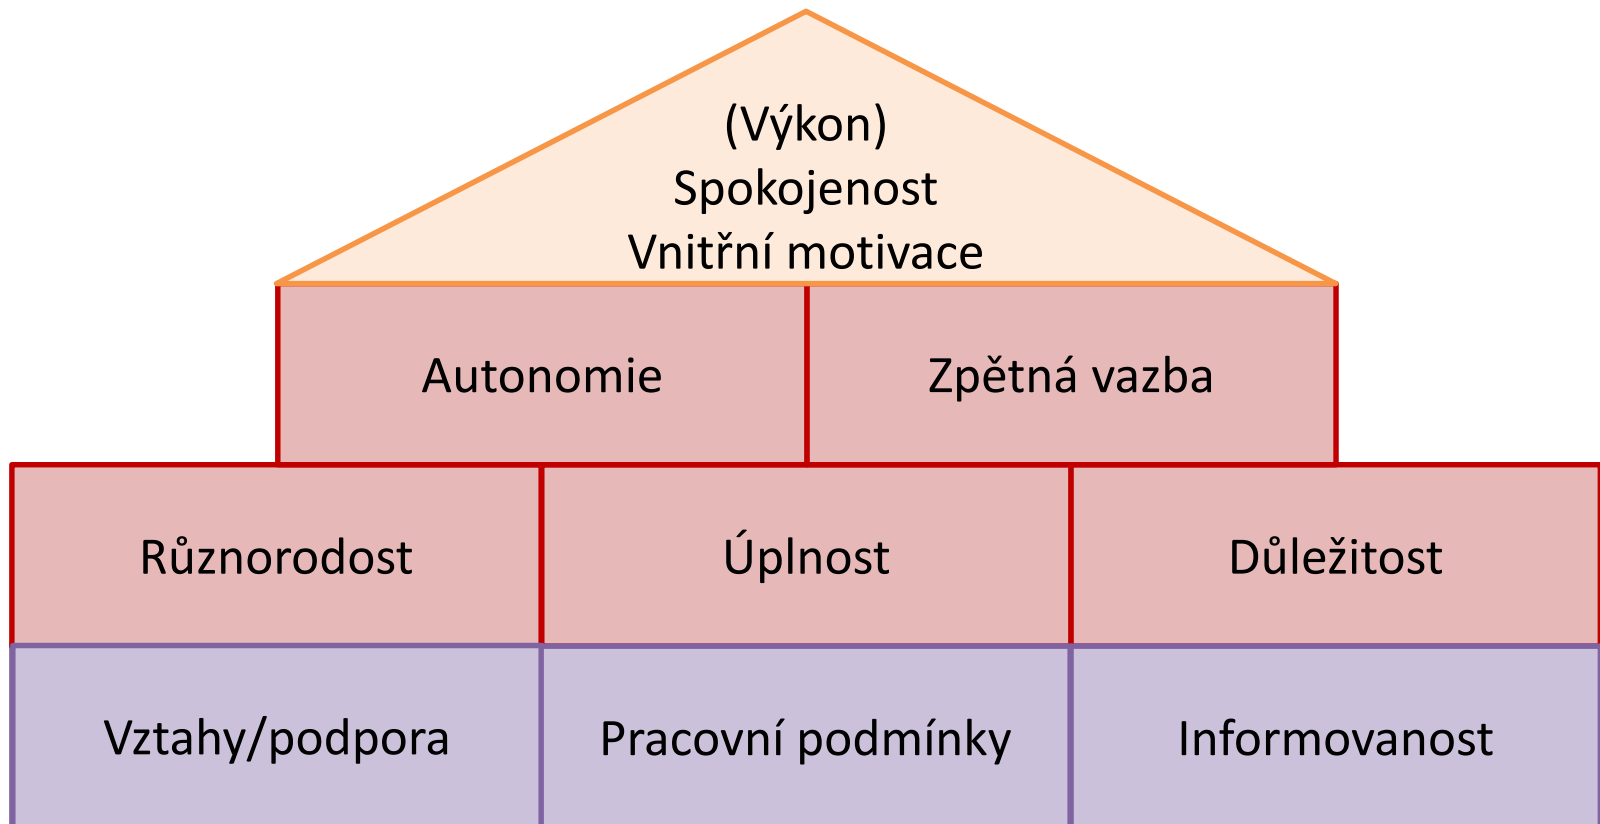 (Výkon)
Spokojenost
Vnitřní motivace
Autonomie
Zpětná vazba
Různorodost
Úplnost
Důležitost
Vztahy/podpora
Pracovní podmínky
Informovanost